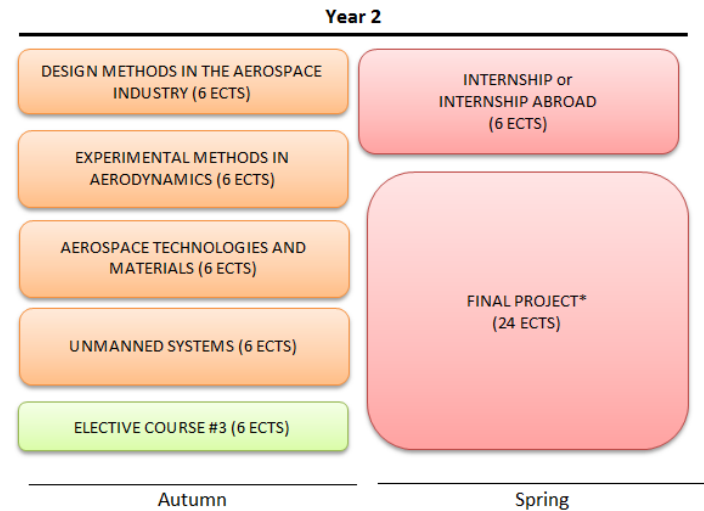 Year 2
DESIGN METHODS IN THE AEROSPACE
INDUSTRY (6 ECTS)
EXPERIMENTAL METHODS IN
AERODYNAMICS (6 ECTS)
AEROSPACE TECHNOLOGIES AND
MATERIALS (6 ECTS)
UNMANNED SYSTEMS (6 ECTS)
ELECTIVE COURSE #3 (6 ECTS)
Autumn
INTERNSHIP or
INTERNSHIP ABROAD
(6 ECTS)
FINAL PROJECT*
(24 ECTS)
Spring